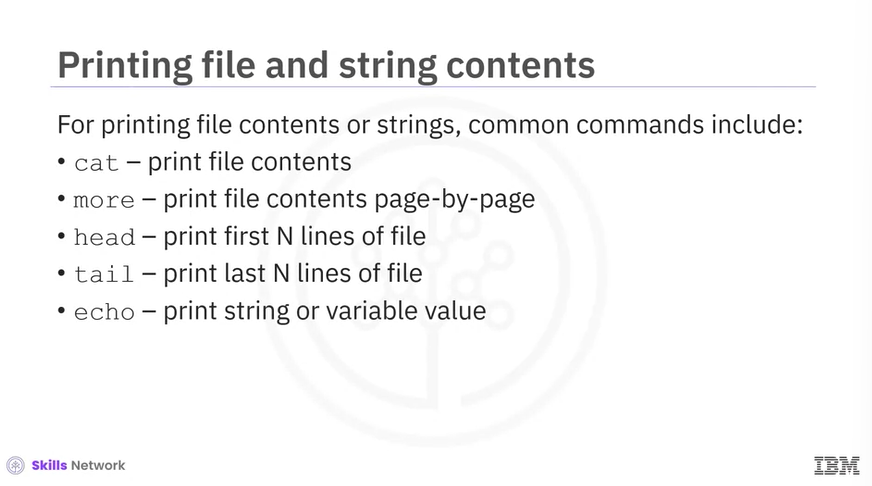 Printing file and string contents
For printing file contents or strings, common commands include:
• cat – print file contents
• more – print file contents page-by-page
• head – print first N lines of file
• tail – print last N lines of file
• echo – print string or variable value
Skills Network
IBM